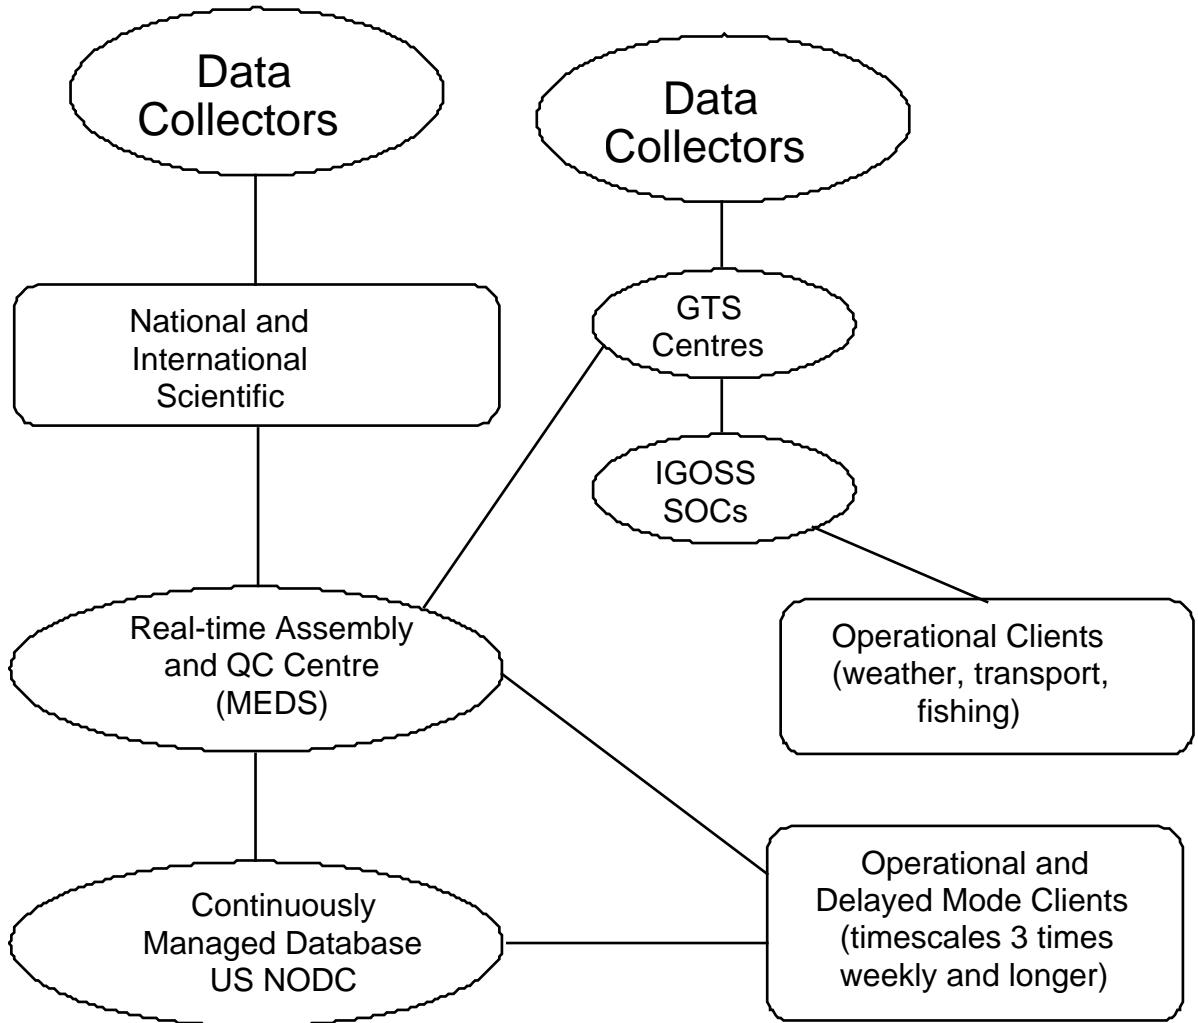 Data
Collectors
Data
Collectors
National and
International
Scientific
GTS
Centres
IGOSS
SOCs
Real-time Assembly
and QC Centre
(MEDS)
Operational Clients
(weather, transport,
fishing)
Continuously
Managed Database
US NODC
Operational and
Delayed Mode Clients
(timescales 3 times
weekly and longer)